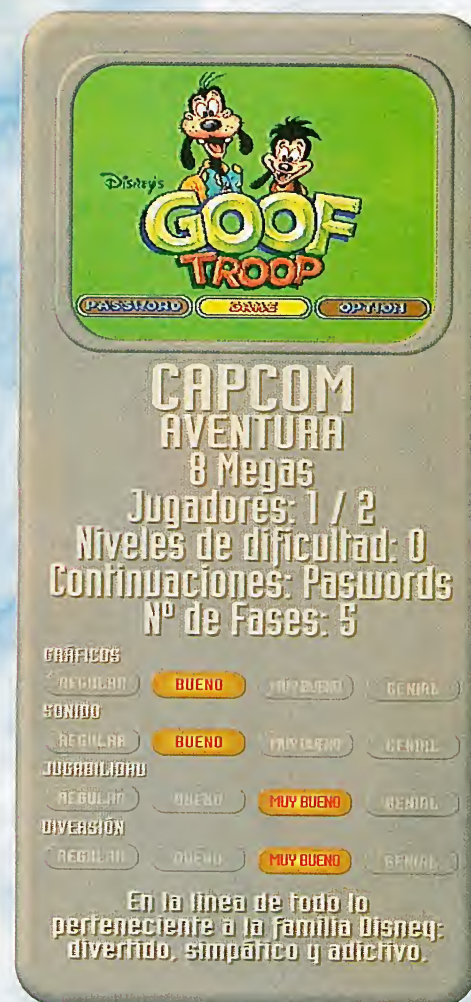 Disney's
GOOF
TROOP
PASSWORD GAME OPTION
CAPCOM
AVENTURA
8 Megas
Jugadores: 1 / 2
Niveles de dificultad: 0
Continuaciones: Paswords
Nº de Fases: 5
GRÁFICOS
REGULAR BUENO MUY BUENO GENIAL
SONIDO
REGULAR BUENO MUY BUENO GENIAL
JUGABILIDAD
REGULAR BUENO MUY BUENO GENIAL
DIVERSIÓN
REGULAR BUENO MUY BUENO GENIAL
En la línea de todo lo
perteneciente a la familia Disney:
divertido, simpático y adictivo.